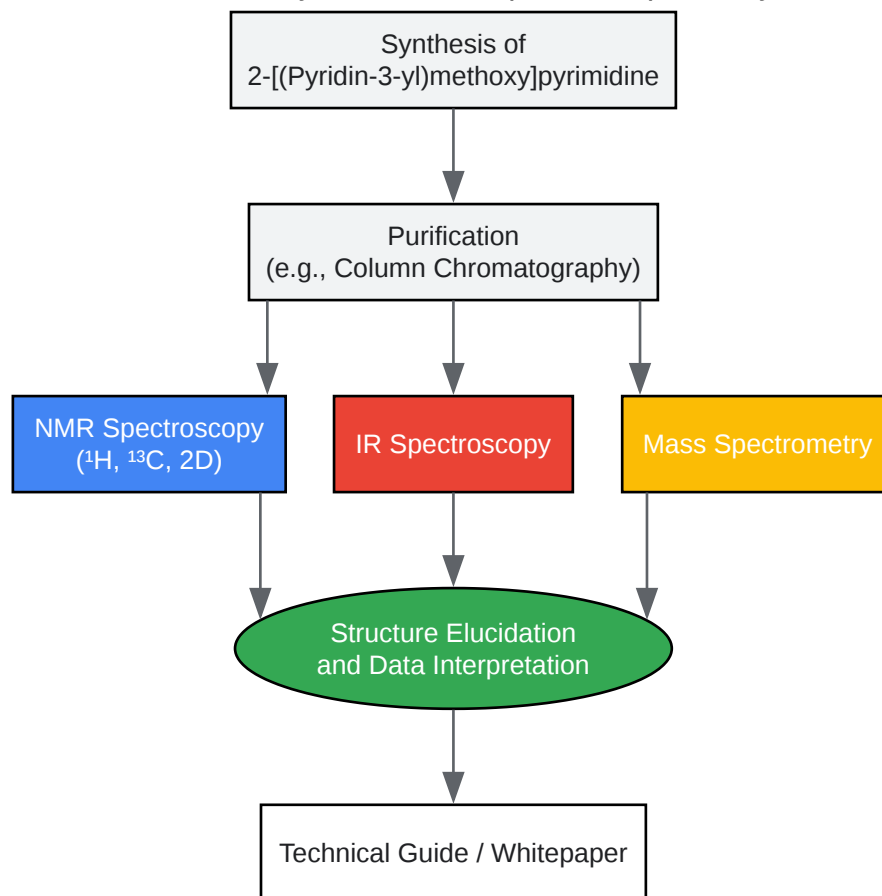 Synthesis of
2-[(Pyridin-3-yl)methoxy]pyrimidine
Purification
(e.g., Column Chromatography)
NMR Spectroscopy
(¹H, ¹³C, 2D)
IR Spectroscopy
Mass Spectrometry
Structure Elucidation
and Data Interpretation
Technical Guide / Whitepaper